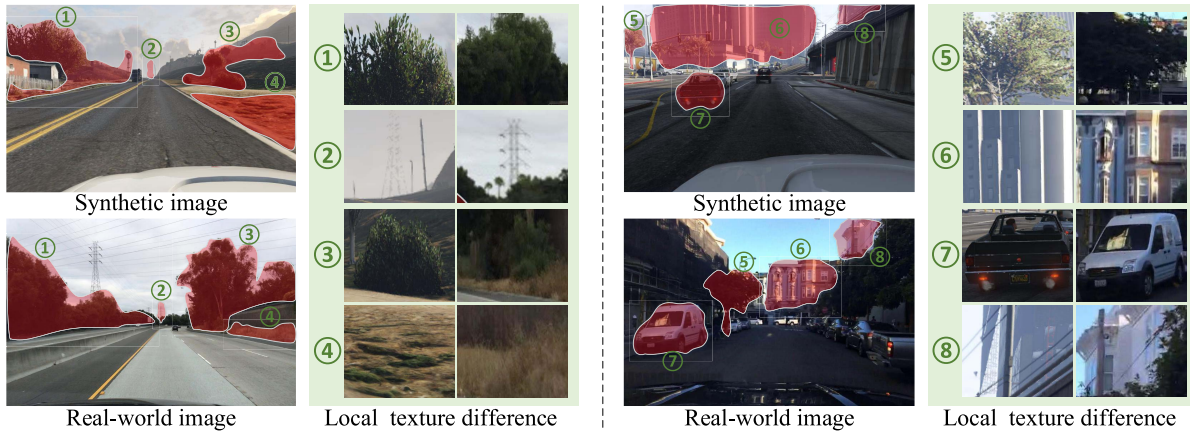 ① ② ③ ④
Synthetic image
① ② ③ ④
Real-world image
①
②
③
④
Local texture difference
⑤ ⑥ ⑧ ⑦
Synthetic image
⑤ ⑥ ⑧ ⑦
Real-world image
⑤
⑥
⑦
⑧
Local texture difference